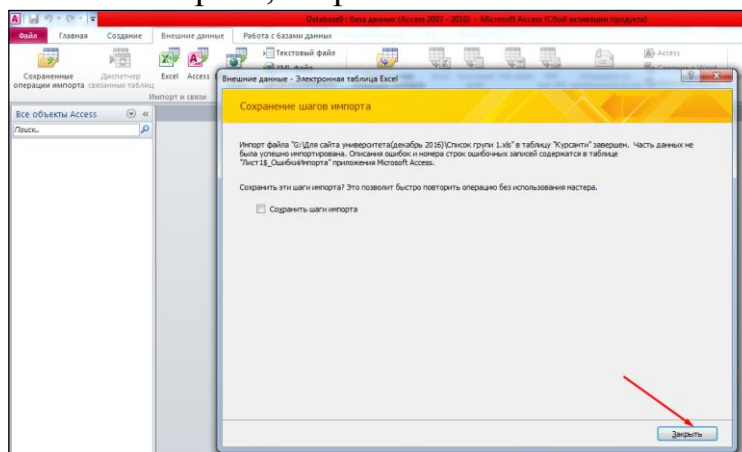 Database9 : база данных (Access 2007 - 2010) - Microsoft Access (Сбой активации продукта)
Файл Главная Создание Внешние данные Работа с базами данных
Текстовый файл
XML-файл
Access
Сохраненные операции импорта
Диспетчер связанных таблиц
Excel Access
Импорт и связи
Все объекты Access
Поиск...
Внешние данные - Электронная таблица Excel
Сохранение шагов импорта
Импорт файла "G:\Для сайта университета(декабрь 2016)\Список групи 1.xls" в таблицу "Курсанти" завершен. Часть данных не
была успешно импортирована. Описания ошибок и номера строк ошибочных записей содержатся в таблице
"Лист1$_ОшибкиИмпорта" приложения Microsoft Access.
Сохранить эти шаги импорта? Это позволит быстро повторить операцию без использования мастера.
Сохранить шаги импорта
Закрыть